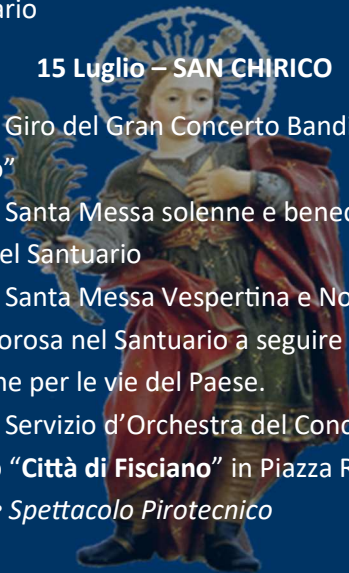 ario
15 Luglio – SAN CHIRICO
Giro del Gran Concerto Band
o”
Santa Messa solenne e bened
el Santuario
Santa Messa Vespertina e No
orosa nel Santuario a seguire
ne per le vie del Paese.
Servizio d’Orchestra del Conc
o “Città di Fisciano” in Piazza R
e Spettacolo Pirotecnico